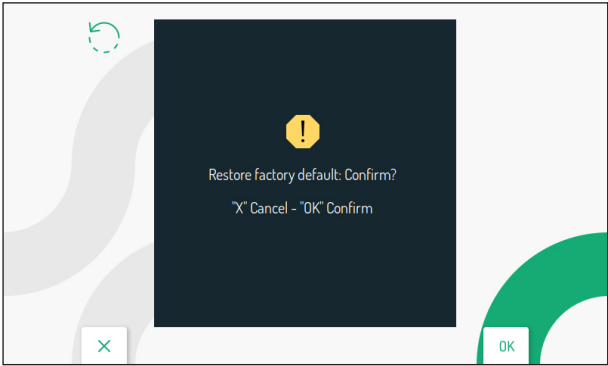 !
Restore factory default: Confirm?
"X" Cancel - "OK" Confirm
X OK